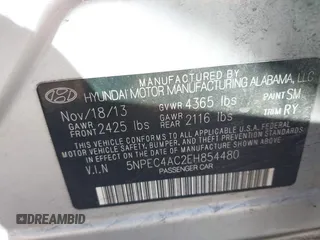 MANUFACTURED BY
HYUNDAI MOTOR MANUFACTURING ALABAMA, LLC
Nov/18/13 GVWR 4365 lbs PAINT SM
GAWR FRONT 2425 lbs GAWR REAR 2116 lbs TRIM RY
THIS VEHICLE CONFORMS TO ALL APPLICABLE U.S.A. FEDERAL
MOTOR VEHICLE SAFETY, BUMPER, AND THEFT PREVENTION STANDARDS
IN EFFECT ON THE DATE OF MANUFACTURE SHOWN ABOVE.
V.I.N 5NPEC4AC2EH854480
PASSENGER CAR